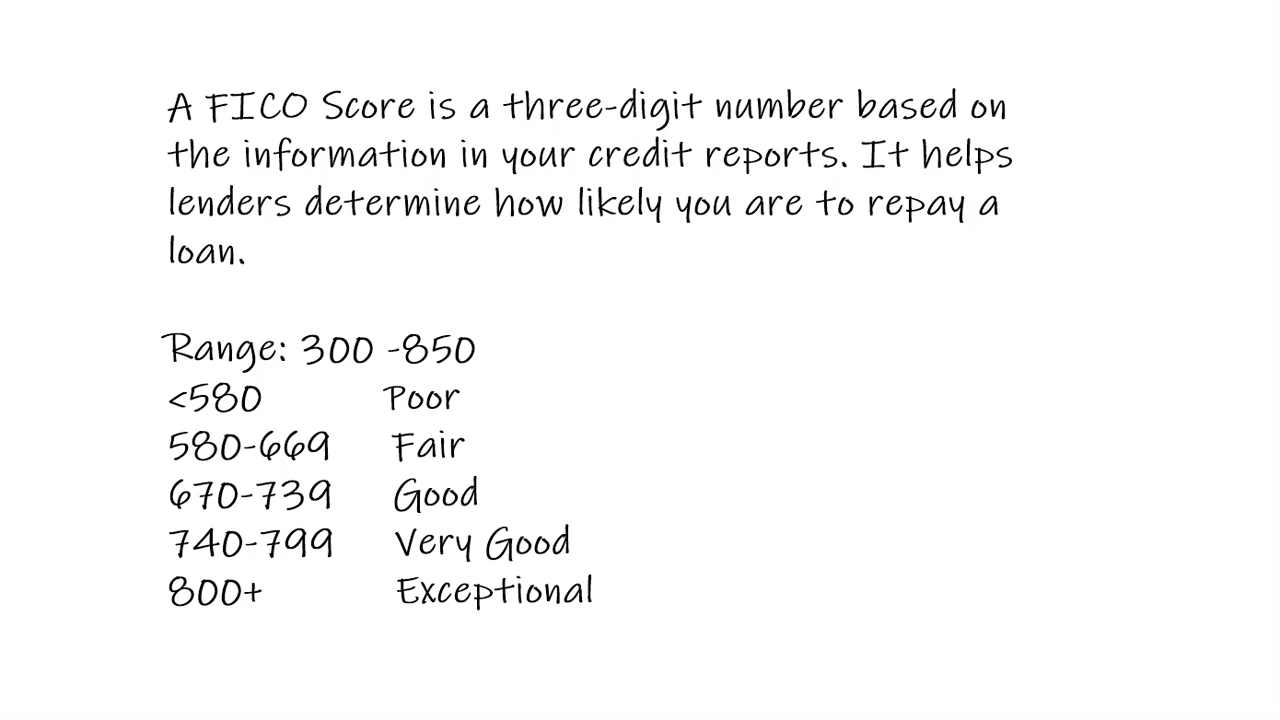 A FICO Score is a three-digit number based on
the information in your credit reports. It helps
lenders determine how likely you are to repay a
loan.
Range: 300 -850
<580 Poor
580-669 Fair
670-739 Good
740-799 Very Good
800+ Exceptional